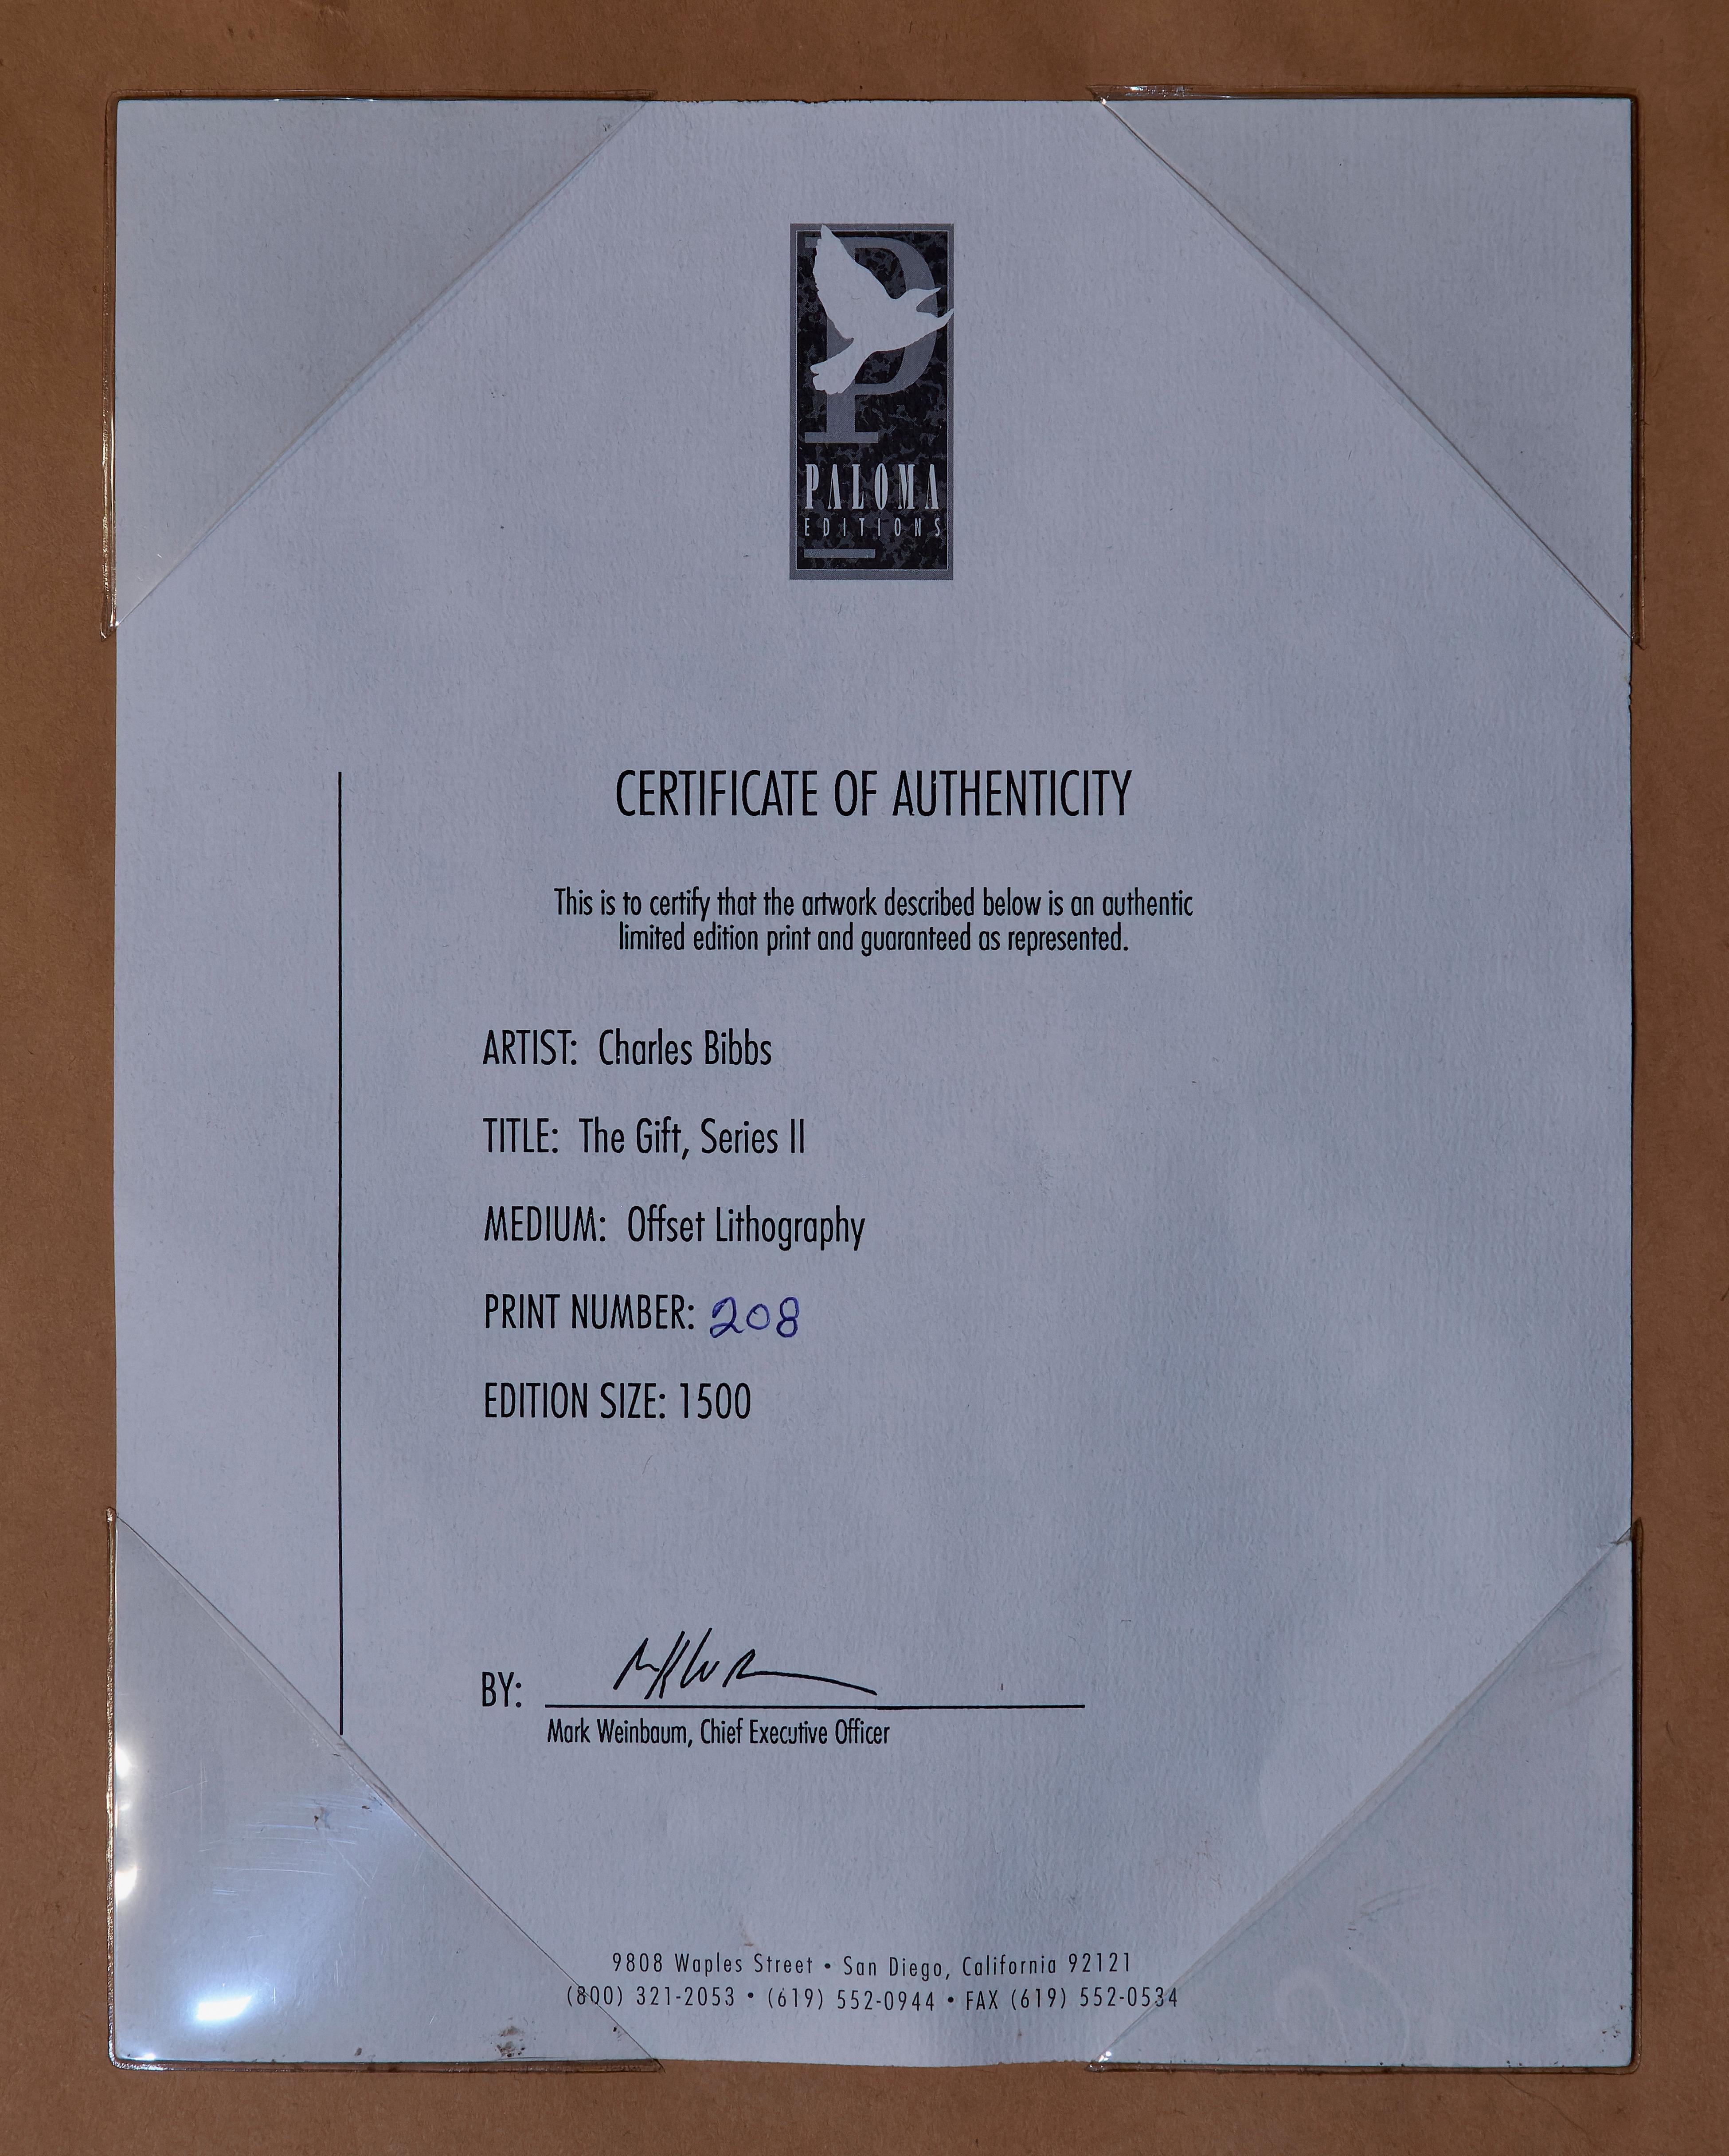 P
PALOMA
EDITIONS
CERTIFICATE OF AUTHENTICITY
This is to certify that the artwork described below is an authentic
limited edition print and guaranteed as represented.
ARTIST: Charles Bibbs
TITLE: The Gift, Series II
MEDIUM: Offset Lithography
PRINT NUMBER: 208
EDITION SIZE: 1500
BY:
Mark Weinbaum, Chief Executive Officer
9808 Waples Street • San Diego, California 92121
(800) 321-2053 • (619) 552-0944 • FAX (619) 552-0534